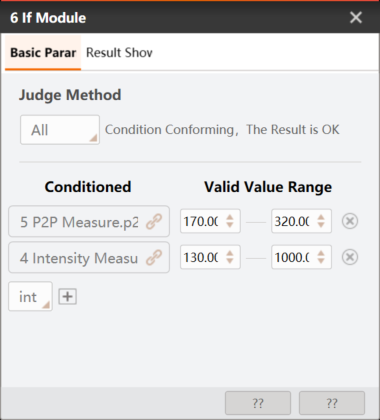 6 If Module
Basic Parar Result Shov
Judge Method
All Condition Conforming, The Result is OK
Conditioned Valid Value Range
5 P2P Measure.p2 170.00 320.00
4 Intensity Measu 130.00 1000.0
int
?? ??